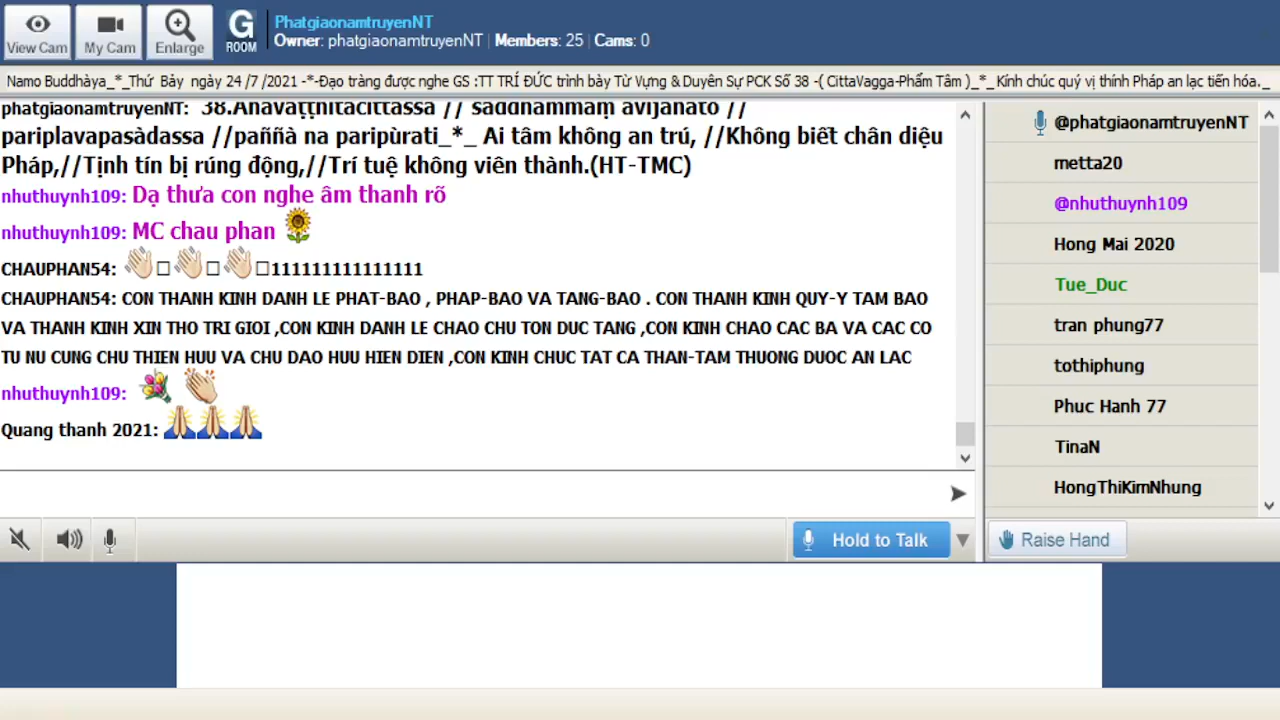 View Cam
My Cam
Enlarge
G
ROOM
PhatgiaonamtruyenNT
Owner: phatgiaonamtruyenNT | Members: 25 | Cams: 0
Namo Buddhàya_*_Thứ Bảy ngày 24 /7 /2021 -*-Đạo tràng được nghe GS :TT TRÍ ĐỨC trình bày Từ Vựng & Duyên Sự PCK Số 38 -( CittaVagga-Phẩm Tâm )_*_ Kính chúc quý vị thính Pháp an lạc tiến hóa._
phatgiaonamtruyenNT: 38.Anavaṭṭhitacittassa // saddhammaṃ avijānato //
pariplavapasàdassa //paññà na paripùrati_*_ Ai tâm không an trú, //Không biết chân diệu
Pháp,//Tịnh tín bị rúng động,//Trí tuệ không viên thành.(HT-TMC)
nhuthuynh109: Dạ thưa con nghe âm thanh rõ
nhuthuynh109: MC chau phan
CHAUPHAN54: 111111111111111
CHAUPHAN54: CON THANH KINH DANH LE PHAT-BAO , PHAP-BAO VA TANG-BAO . CON THANH KINH QUY-Y TAM BAO
VA THANH KINH XIN THO TRI GIOI ,CON KINH DANH LE CHAO CHU TON DUC TANG ,CON KINH CHAO CAC BA VA CAC CO
TU NU CUNG CHU THIEN HUU VA CHU DAO HUU HIEN DIEN ,CON KINH CHUC TAT CA THAN-TAM THUONG DUOC AN LAC
nhuthuynh109:
Quang thanh 2021:
@phatgiaonamtruyenNT
metta20
@nhuthuynh109
Hong Mai 2020
Tue_Duc
tran phung77
tothiphung
Phuc Hanh 77
TinaN
HongThiKimNhung
Hold to Talk
Raise Hand